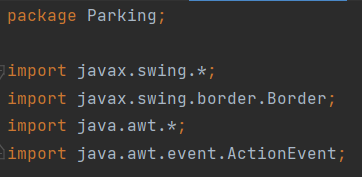 package Parking;
import javax.swing.*;
import javax.swing.border.Border;
import java.awt.*;
import java.awt.event.ActionEvent;